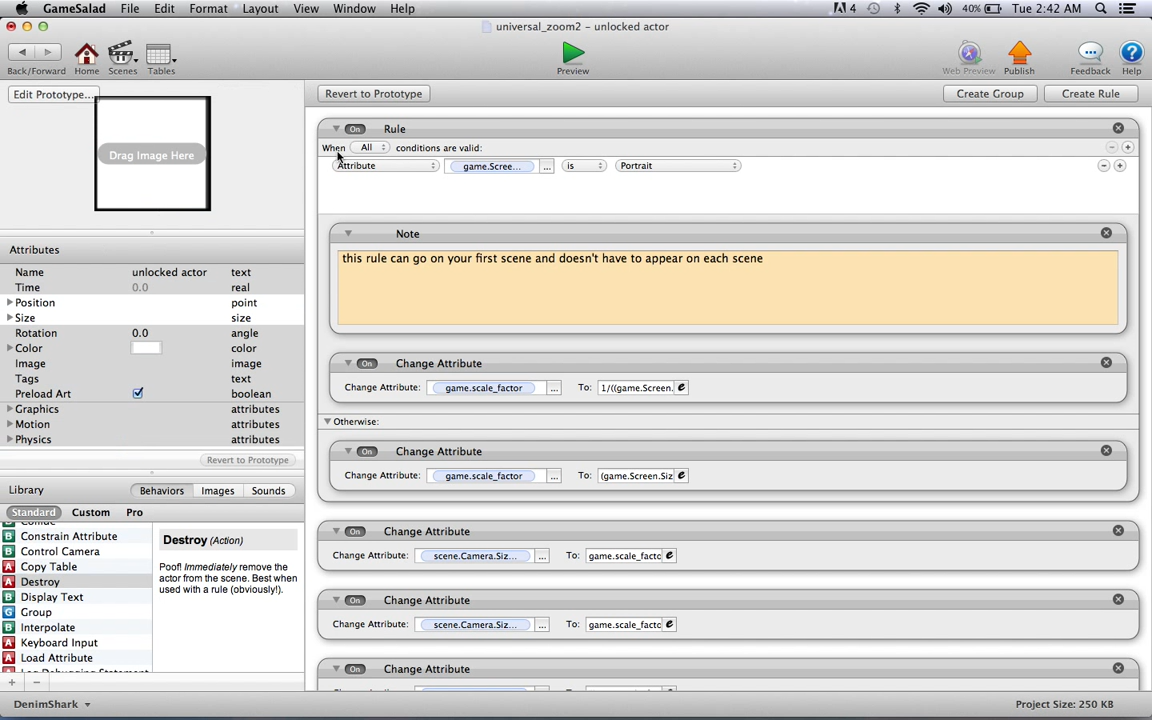 GameSalad File Edit Format Layout View Window Help 4 40% Tue 2:42 AM
universal_zoom2 – unlocked actor
Back/Forward Home Scenes Tables Preview Web Preview Publish Feedback Help
Edit Prototype... Revert to Prototype Create Group Create Rule
Drag Image Here
On Rule
When All conditions are valid:
Attribute game.Scree... ... is Portrait
Note
this rule can go on your first scene and doesn't have to appear on each scene
Attributes
Name unlocked actor text
Time 0.0 real
Position point
Size size
Rotation 0.0 angle
Color color
Image image
Tags text
Preload Art boolean
Graphics attributes
Motion attributes
Physics attributes
Revert to Prototype
On Change Attribute
Change Attribute: game.scale_factor ... To: 1/((game.Screen. e
Otherwise:
On Change Attribute
Change Attribute: game.scale_factor ... To: (game.Screen.Siz e
On Change Attribute
Change Attribute: scene.Camera.Siz... ... To: game.scale_facto e
On Change Attribute
Change Attribute: scene.Camera.Siz... ... To: game.scale_facto e
On Change Attribute
Library Behaviors Images Sounds
Standard Custom Pro
B Collide
B Constrain Attribute
B Control Camera
A Copy Table
A Destroy
B Display Text
G Group
B Interpolate
A Keyboard Input
A Load Attribute
Log Debugging Statement
Destroy (Action)
Poof! Immediately remove the
actor from the scene. Best when
used with a rule (obviously!).
DenimShark
Project Size: 250 KB